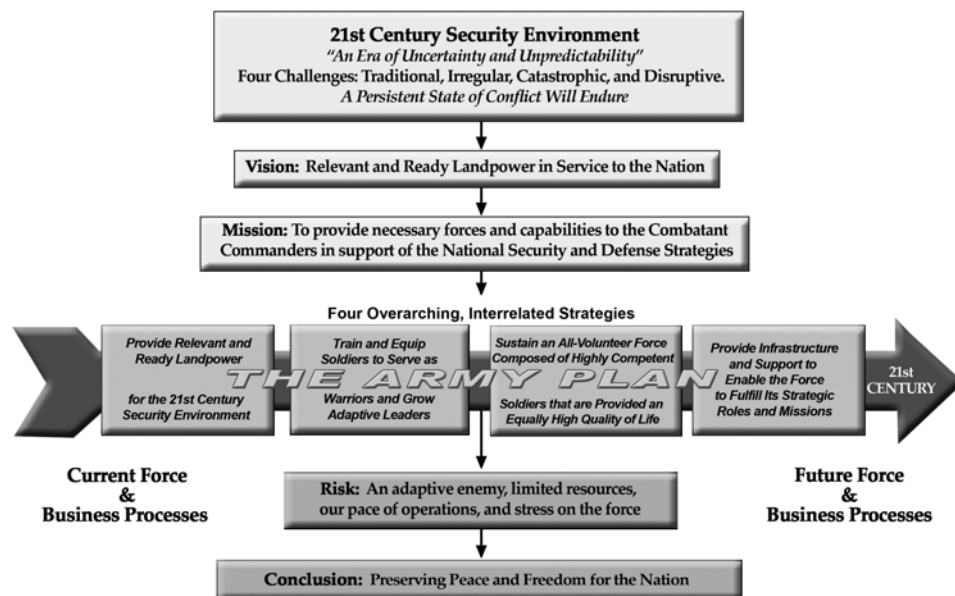 21st Century Security Environment
“An Era of Uncertainty and Unpredictability”
Four Challenges: Traditional, Irregular, Catastrophic, and Disruptive.
A Persistent State of Conflict Will Endure
Vision: Relevant and Ready Landpower in Service to the Nation
Mission: To provide necessary forces and capabilities to the Combatant
Commanders in support of the National Security and Defense Strategies
Four Overarching, Interrelated Strategies
Provide Relevant and
Ready Landpower
for the 21st Century
Security Environment
Train and Equip
Soldiers to Serve as
Warriors and Grow
Adaptive Leaders
Sustain an All-Volunteer Force
Composed of Highly Competent
Soldiers that are Provided an
Equally High Quality of Life
Provide Infrastructure
and Support to
Enable the Force
to Fulfill Its Strategic
Roles and Missions
THE ARMY PLAN
21st
CENTURY
Current Force
&
Business Processes
Future Force
&
Business Processes
Risk: An adaptive enemy, limited resources,
our pace of operations, and stress on the force
Conclusion: Preserving Peace and Freedom for the Nation